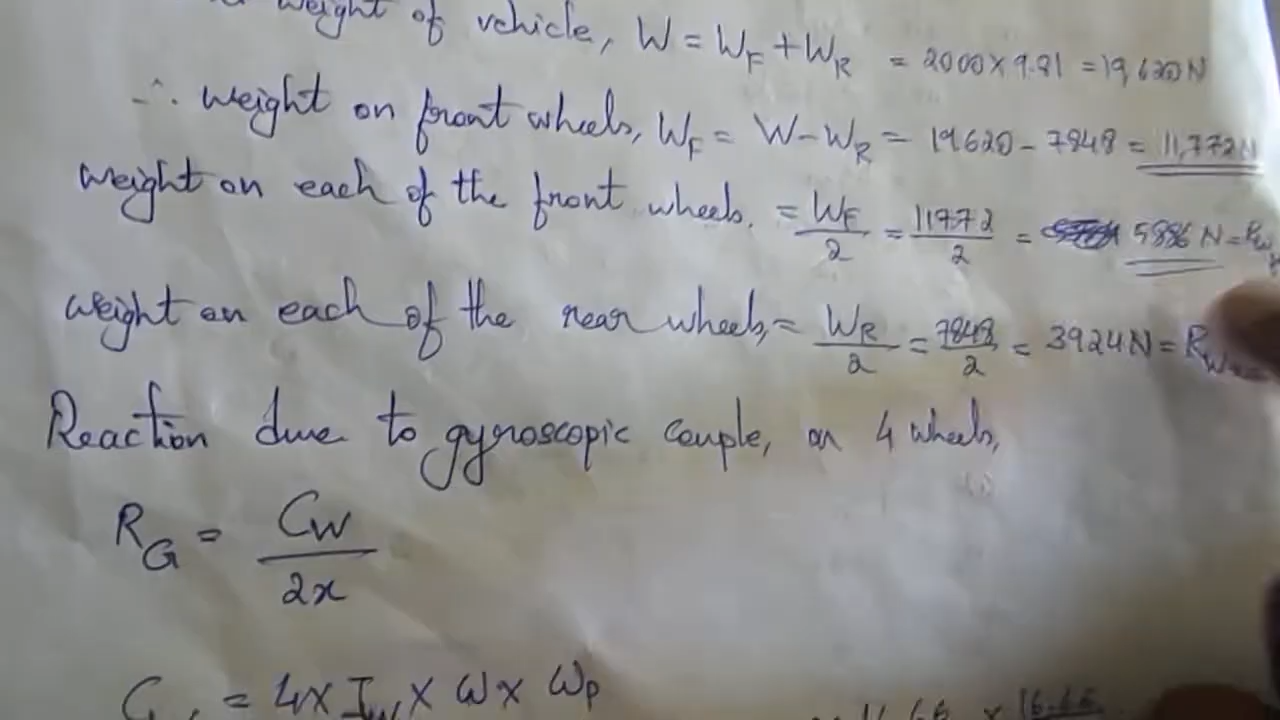 weight of vehicle, W = W_F + W_R = 2000 × 9.81 = 19,620 N
∴ weight on front wheels, W_F = W - W_R = 19620 - 7848 = 11,772 N
weight on each of the front wheels. = W_F/2 = 11772/2 = 5886 N =
weight on each of the rear wheels, = W_R/2 = 7848/2 = 3924 N = R_W
Reaction due to gyroscopic couple, on 4 wheels,
R_G = C_W/2x
= 4 × I_W × ω × ω_P